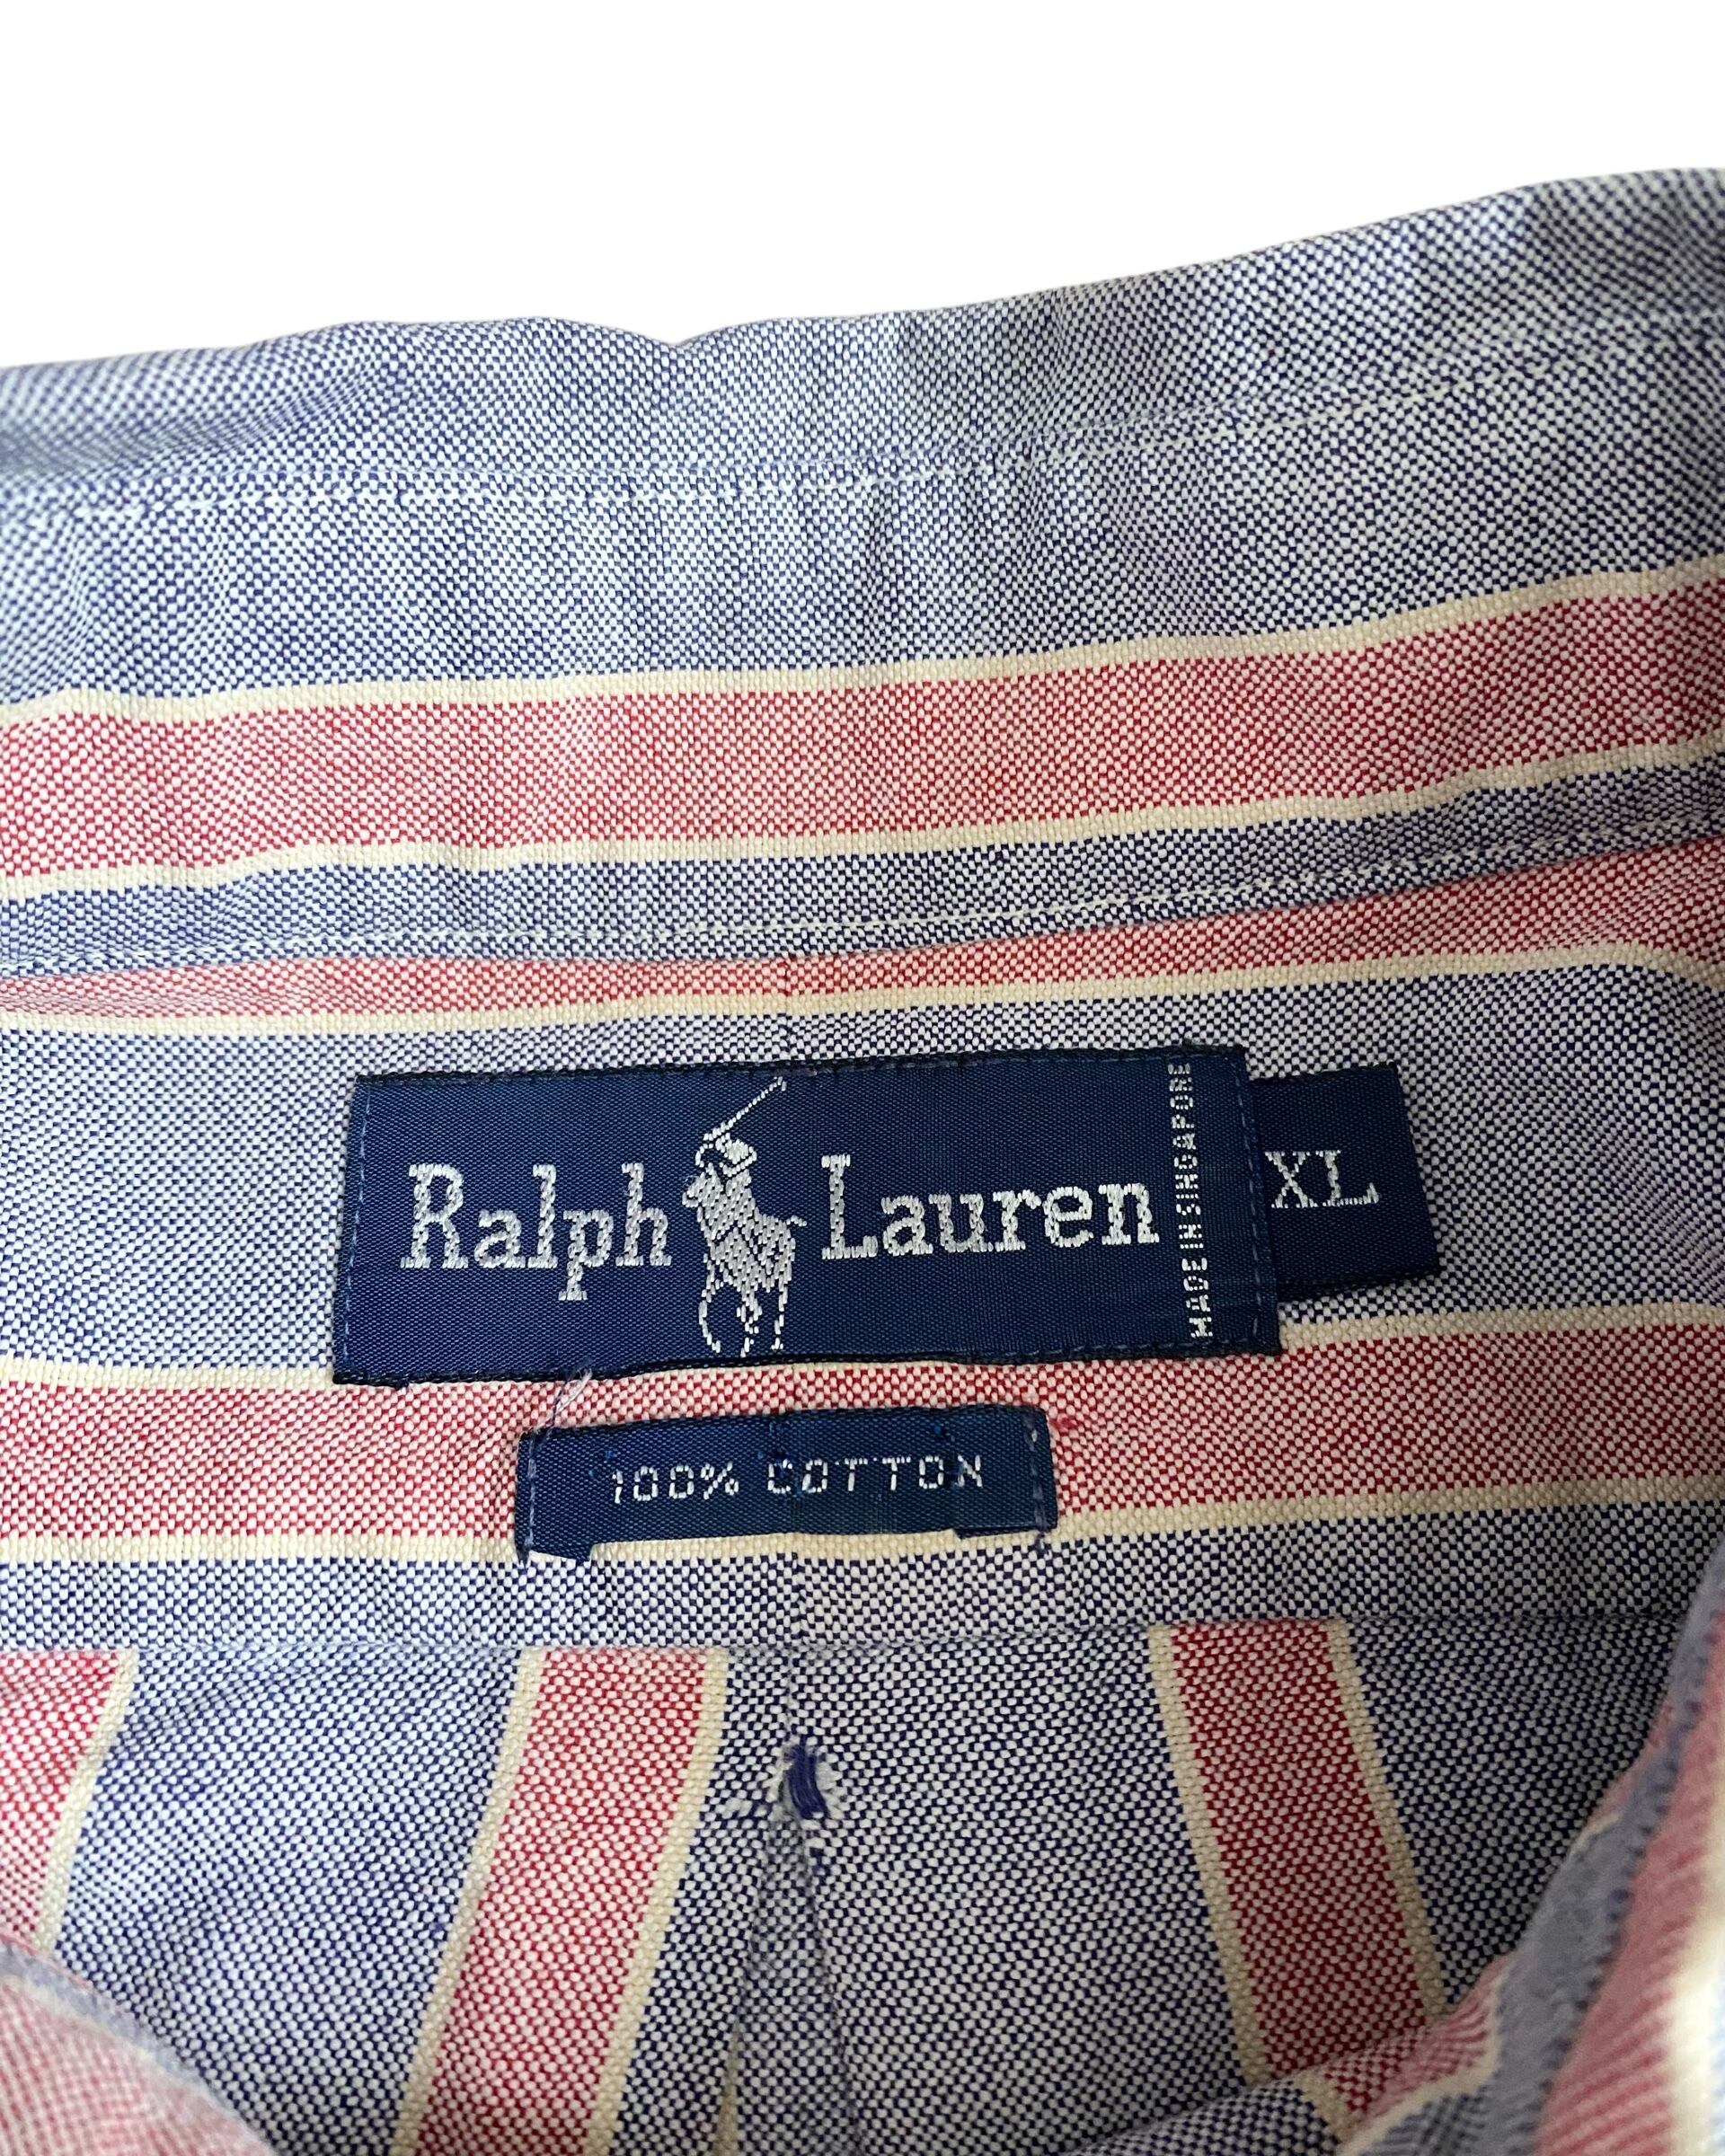 Ralph Lauren
MADE IN SINGAPORE
XL
100% COTTON